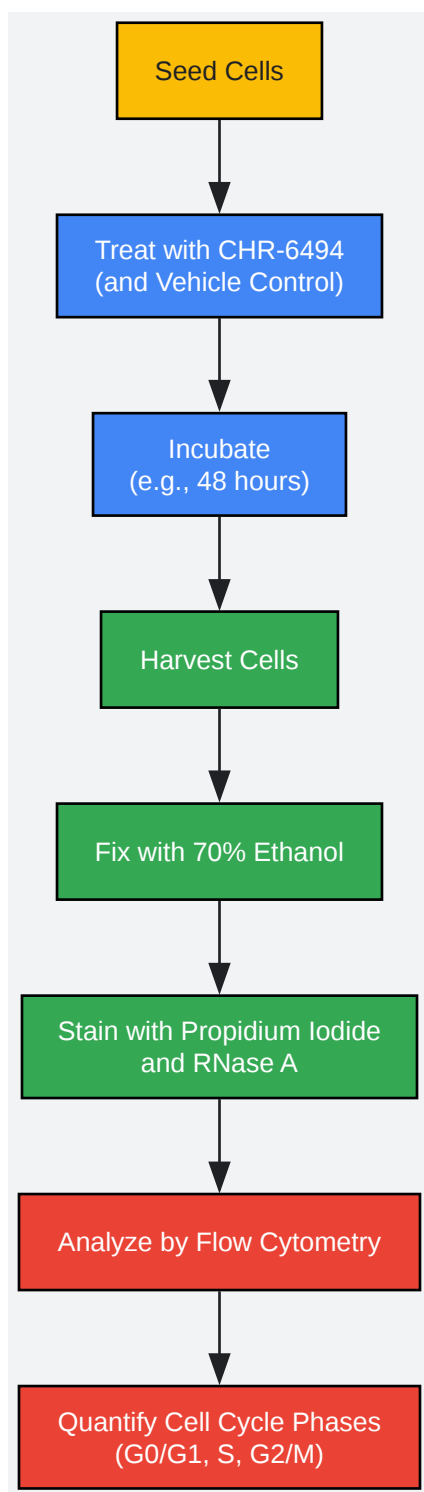 Seed Cells
Treat with CHR-6494
(and Vehicle Control)
Incubate
(e.g., 48 hours)
Harvest Cells
Fix with 70% Ethanol
Stain with Propidium Iodide
and RNase A
Analyze by Flow Cytometry
Quantify Cell Cycle Phases
(G0/G1, S, G2/M)